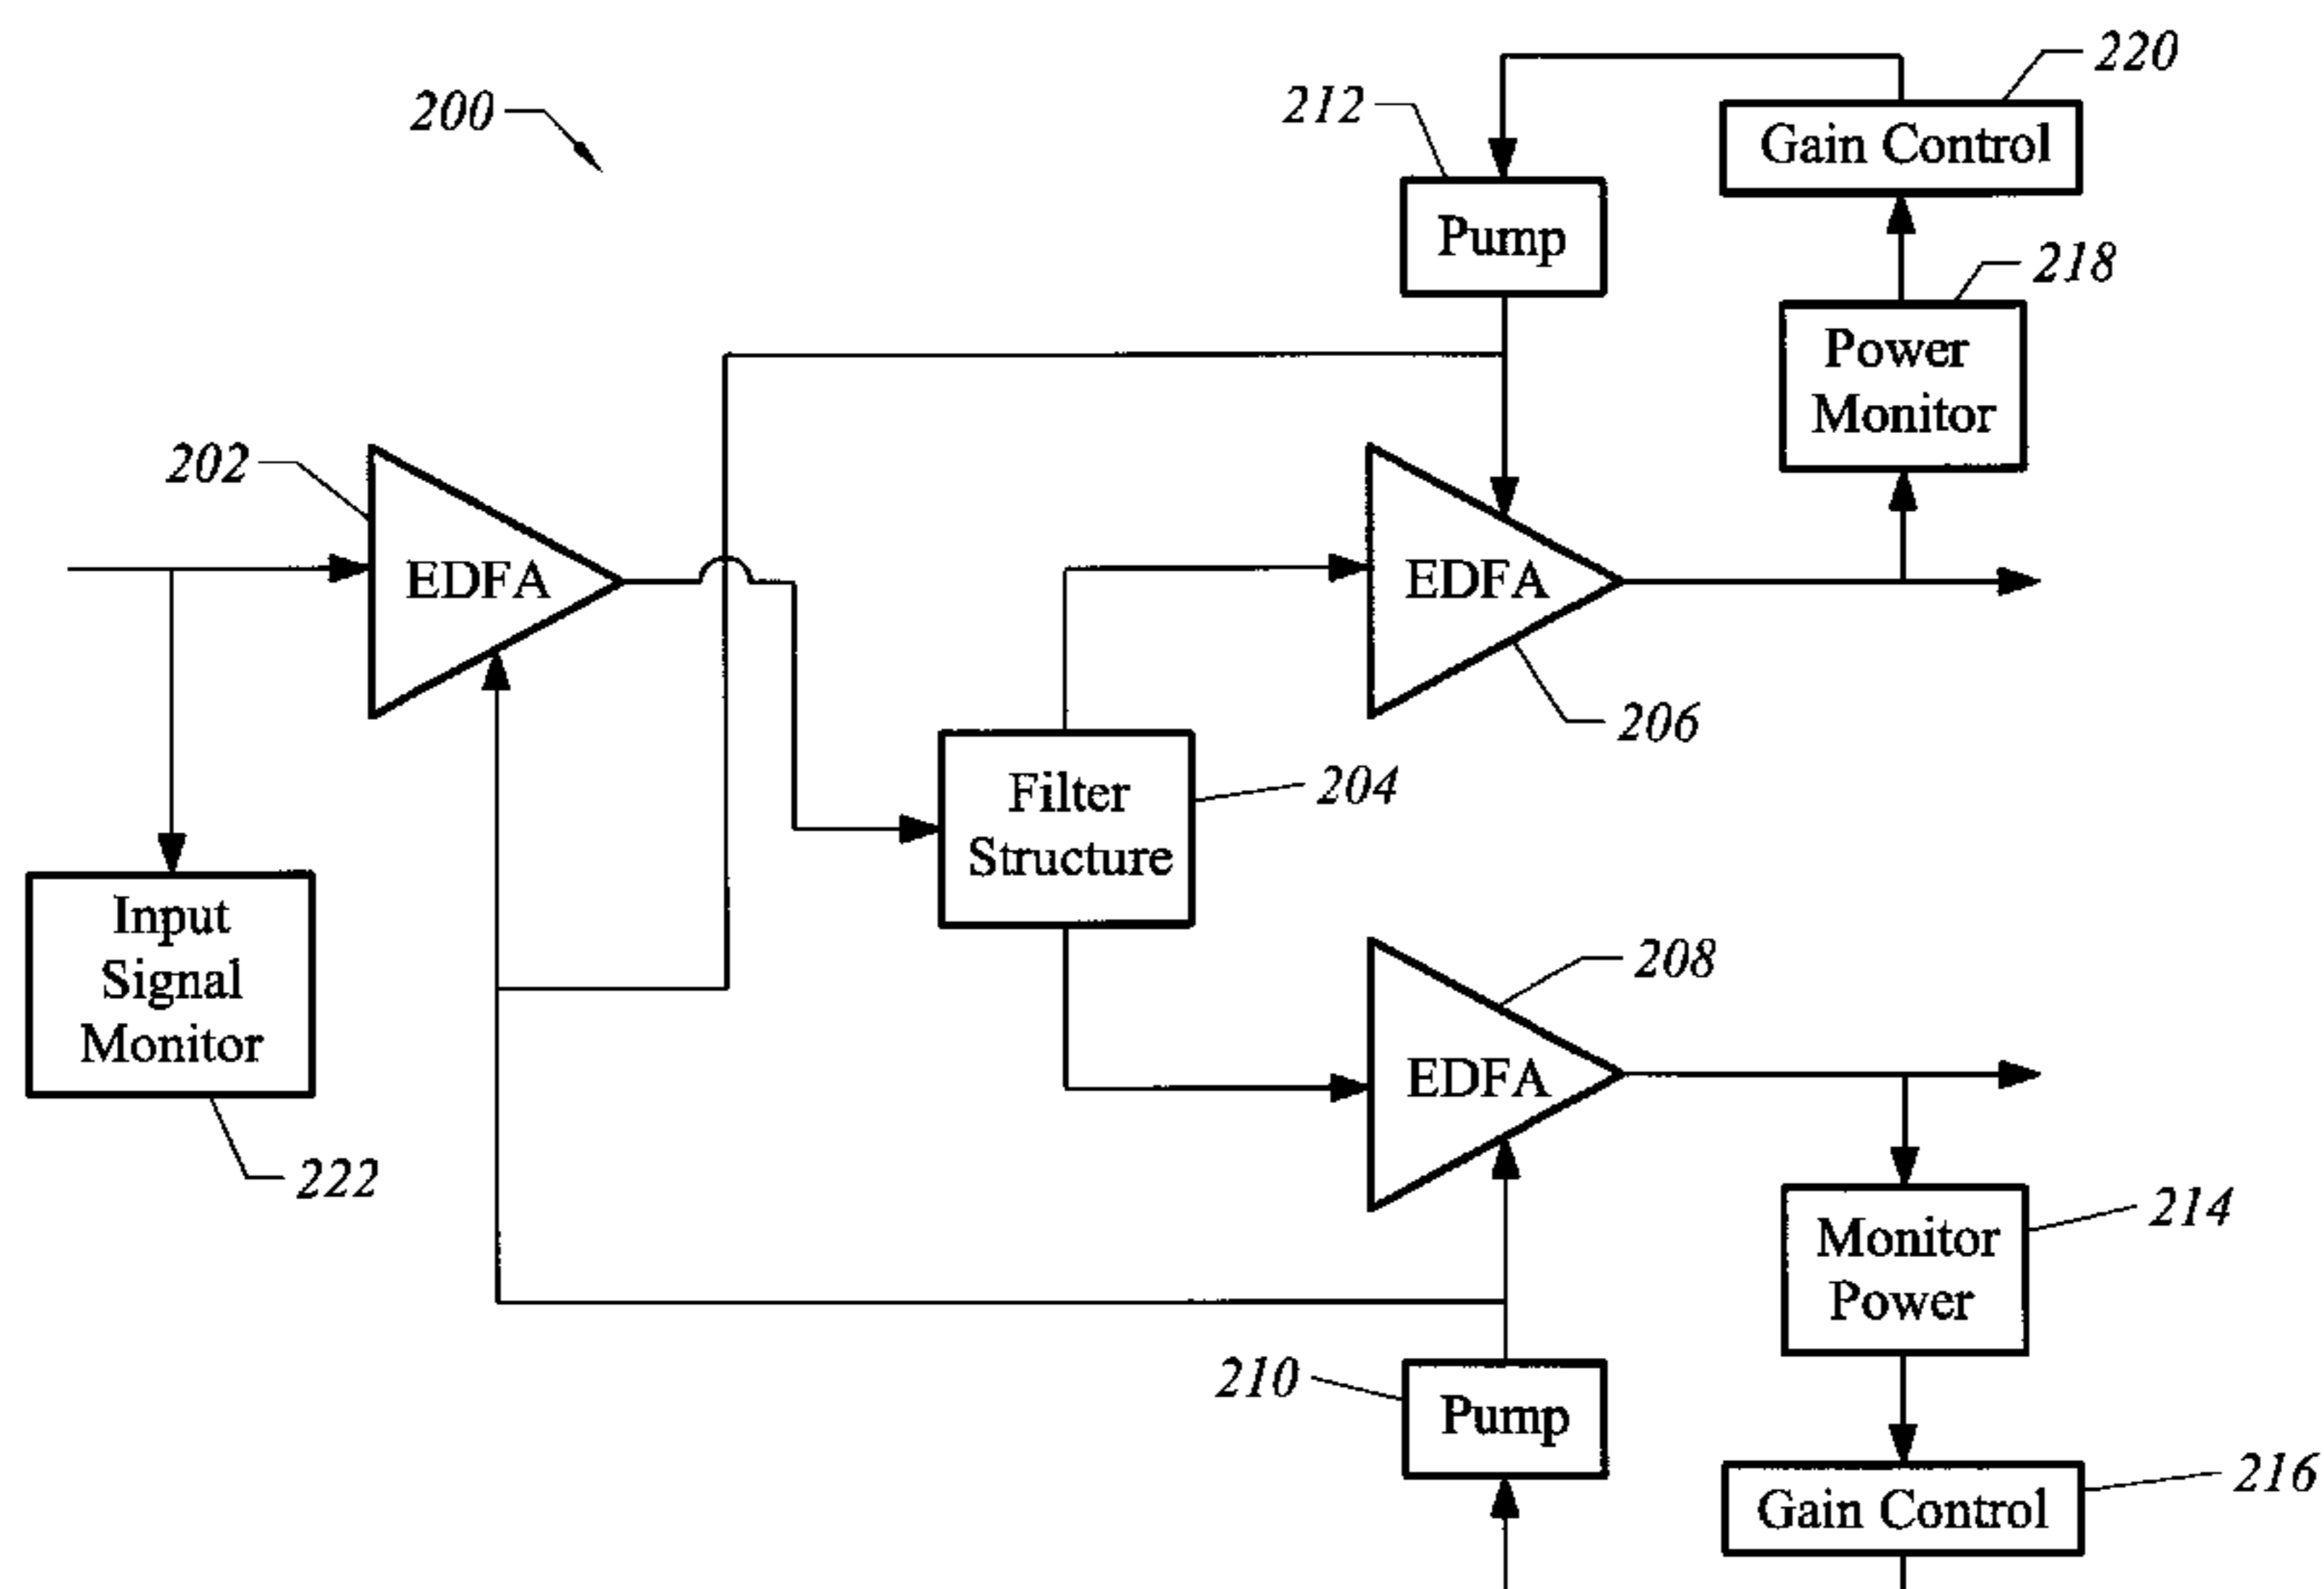 220
200
212
Gain Control
Pump
218
Power
Monitor
202
EDFA
EDFA
206
Filter
Structure
204
Input
Signal
Monitor
208
EDFA
222
214
Monitor
Power
210
Pump
216
Gain Control